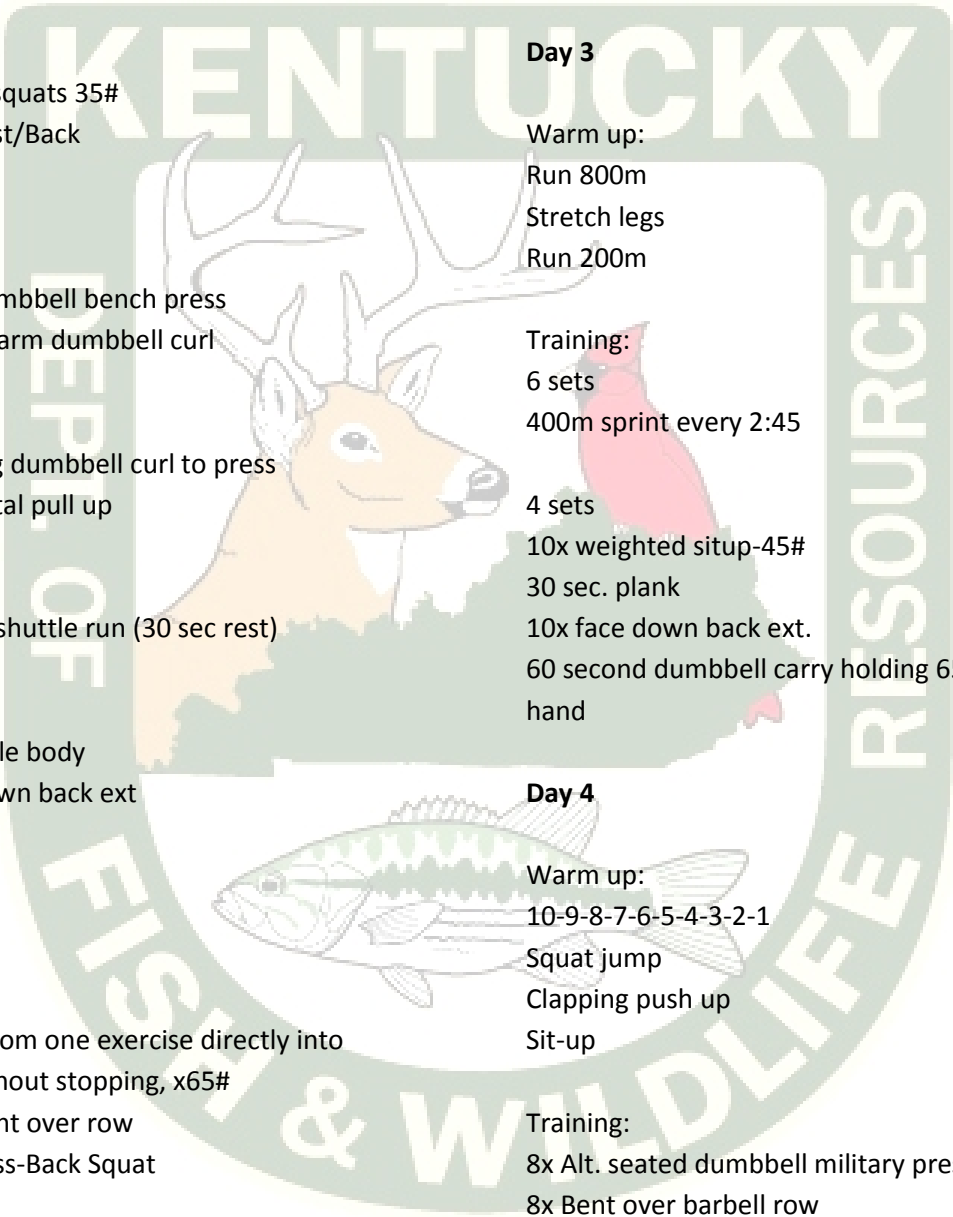 KENTUCKY
DEPT. OF
FISH & WILDLIFE
RESOURCES
squats 35#
st/Back
mbbell bench press
arm dumbbell curl
g dumbbell curl to press
tal pull up
shuttle run (30 sec rest)
le body
wn back ext
om one exercise directly into
hout stopping, x65#
nt over row
ss-Back Squat
Day 3
Warm up:
Run 800m
Stretch legs
Run 200m
Training:
6 sets
400m sprint every 2:45
4 sets
10x weighted situp-45#
30 sec. plank
10x face down back ext.
60 second dumbbell carry holding 6
hand
Day 4
Warm up:
10-9-8-7-6-5-4-3-2-1
Squat jump
Clapping push up
Sit-up
Training:
8x Alt. seated dumbbell military pre
8x Bent over barbell row